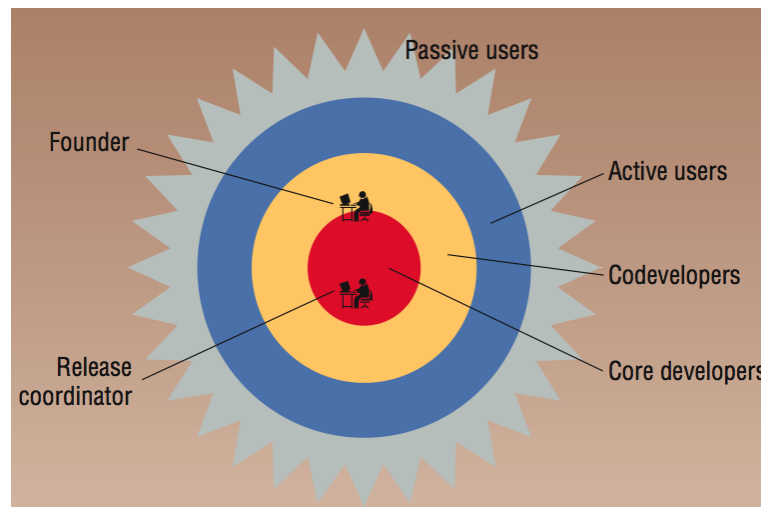 Passive users
Founder
Active users
Codevelopers
Release
coordinator
Core developers